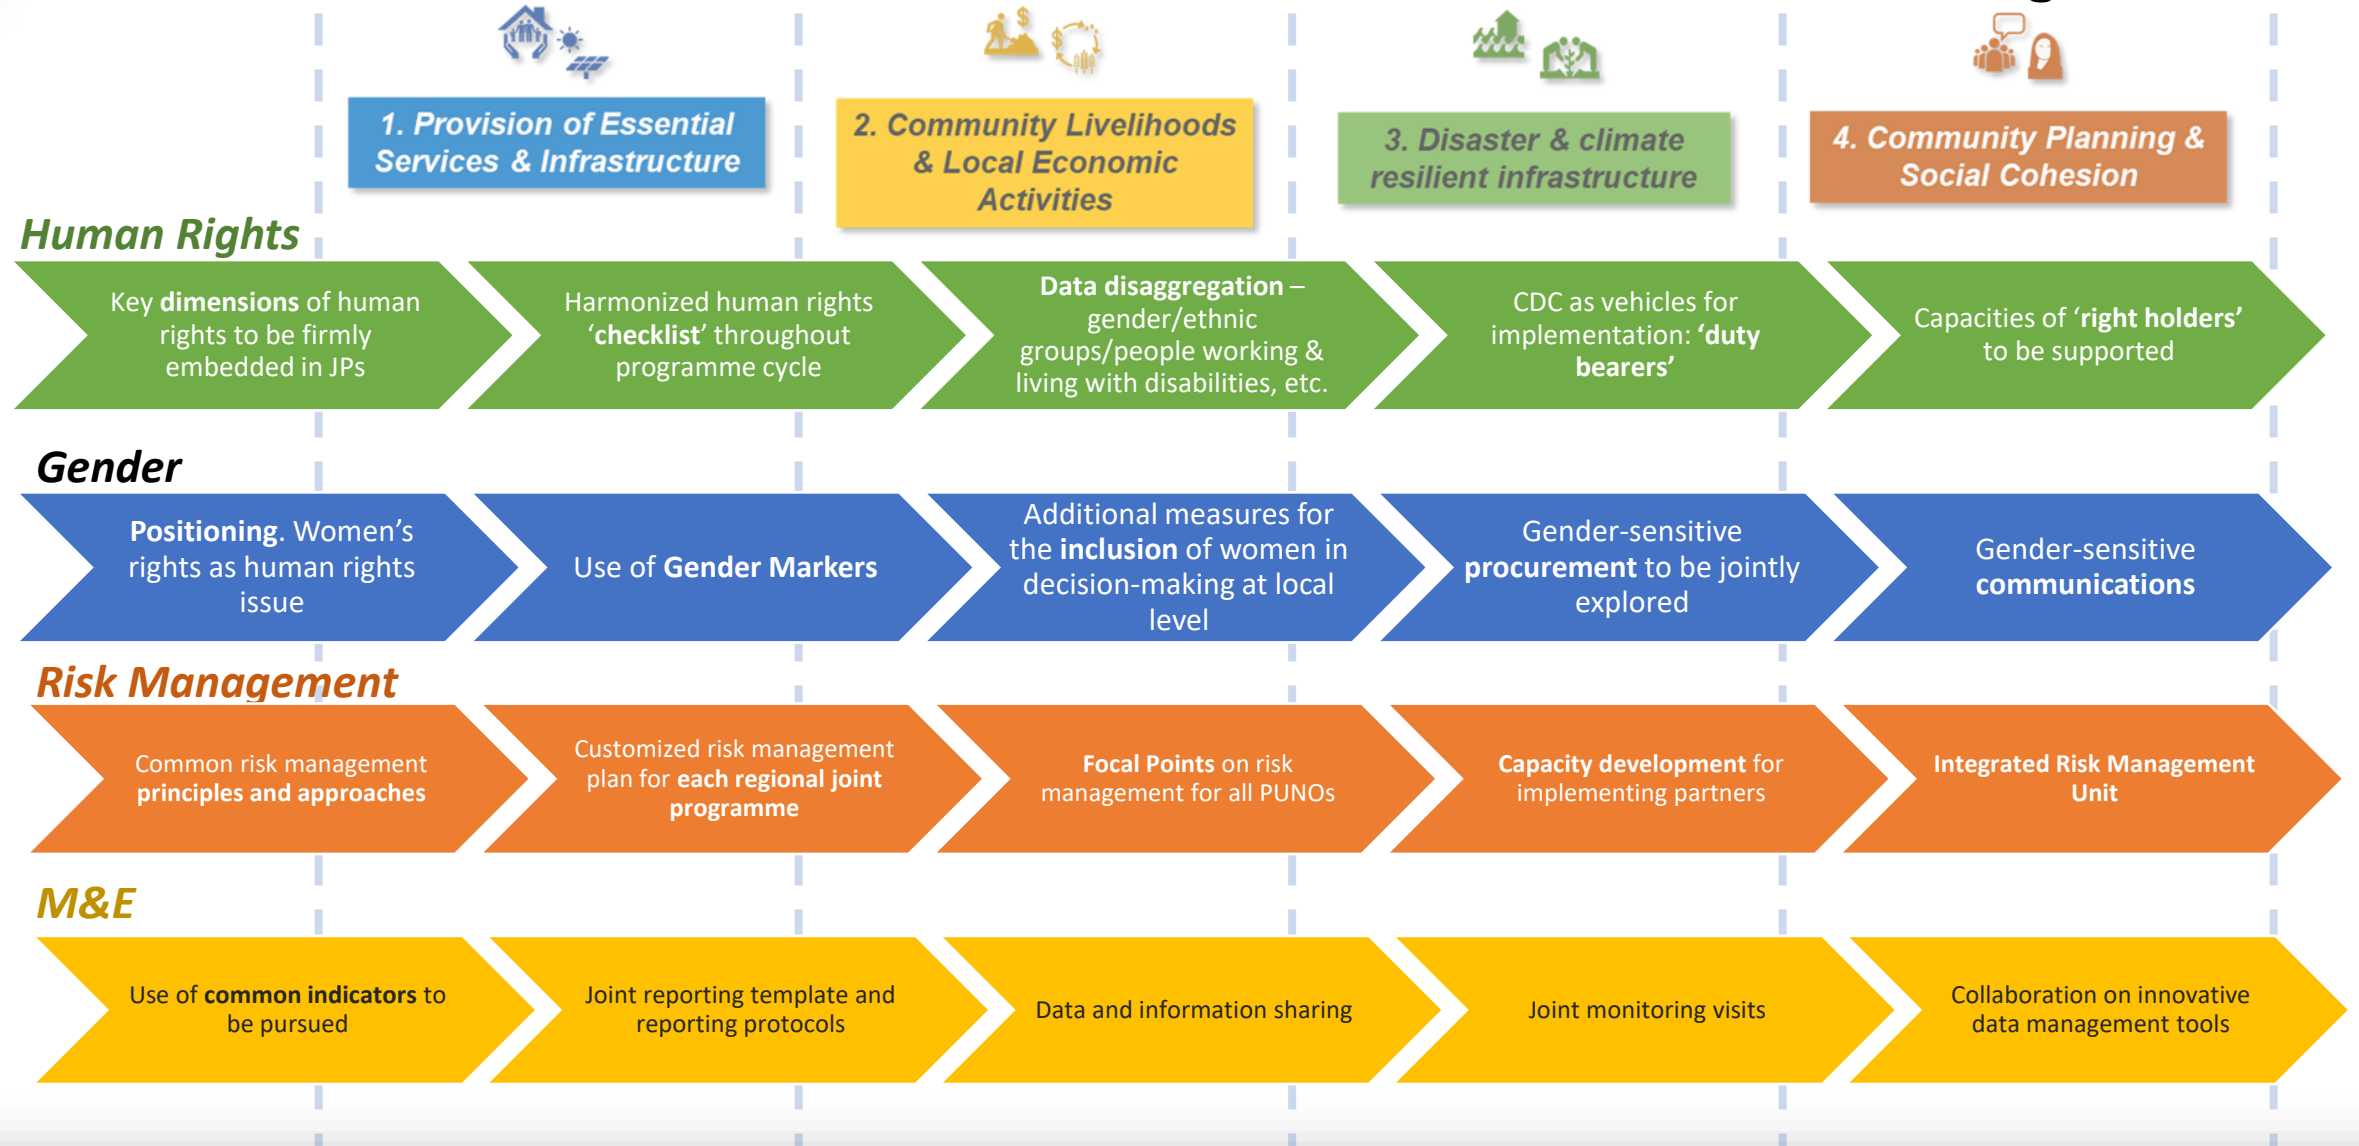 1. Provision of Essential
Services & Infrastructure
2. Community Livelihoods
& Local Economic
Activities
3. Disaster & climate
resilient infrastructure
4. Community Planning &
Social Cohesion
Human Rights
Key dimensions of human
rights to be firmly
embedded in JPs
Harmonized human rights
‘checklist’ throughout
programme cycle
Data disaggregation –
gender/ethnic
groups/people working &
living with disabilities, etc.
CDC as vehicles for
implementation: ‘duty
bearers’
Capacities of ‘right holders’
to be supported
Gender
Positioning. Women’s
rights as human rights
issue
Use of Gender Markers
Additional measures for
the inclusion of women in
decision-making at local
level
Gender-sensitive
procurement to be jointly
explored
Gender-sensitive
communications
Risk Management
Common risk management
principles and approaches
Customized risk management
plan for each regional joint
programme
Focal Points on risk
management for all PUNOs
Capacity development for
implementing partners
Integrated Risk Management
Unit
M&E
Use of common indicators to
be pursued
Joint reporting template and
reporting protocols
Data and information sharing
Joint monitoring visits
Collaboration on innovative
data management tools